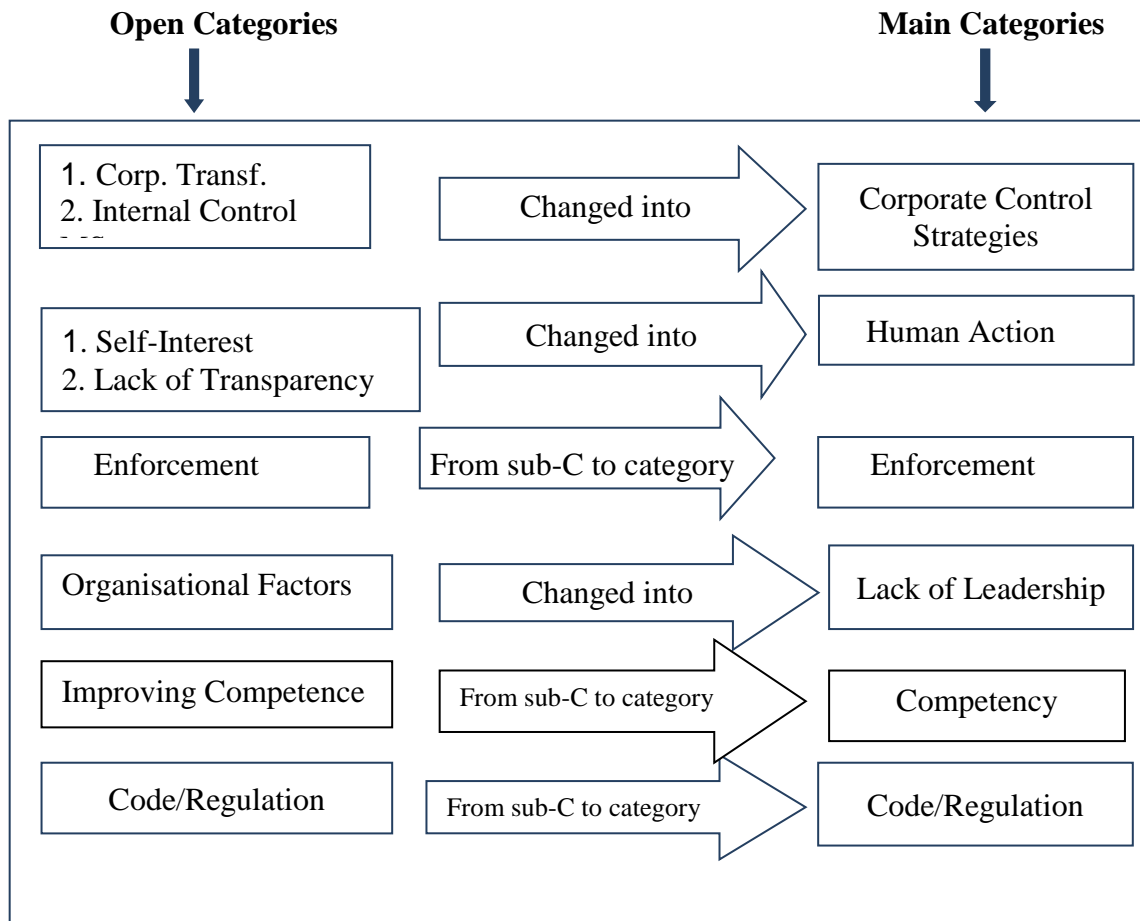 Open Categories
Main Categories
1. Corp. Transf.
2. Internal Control
Changed into
Corporate Control
Strategies
1. Self-Interest
2. Lack of Transparency
Changed into
Human Action
Enforcement
From sub-C to category
Enforcement
Organisational Factors
Changed into
Lack of Leadership
Improving Competence
From sub-C to category
Competency
Code/Regulation
From sub-C to category
Code/Regulation